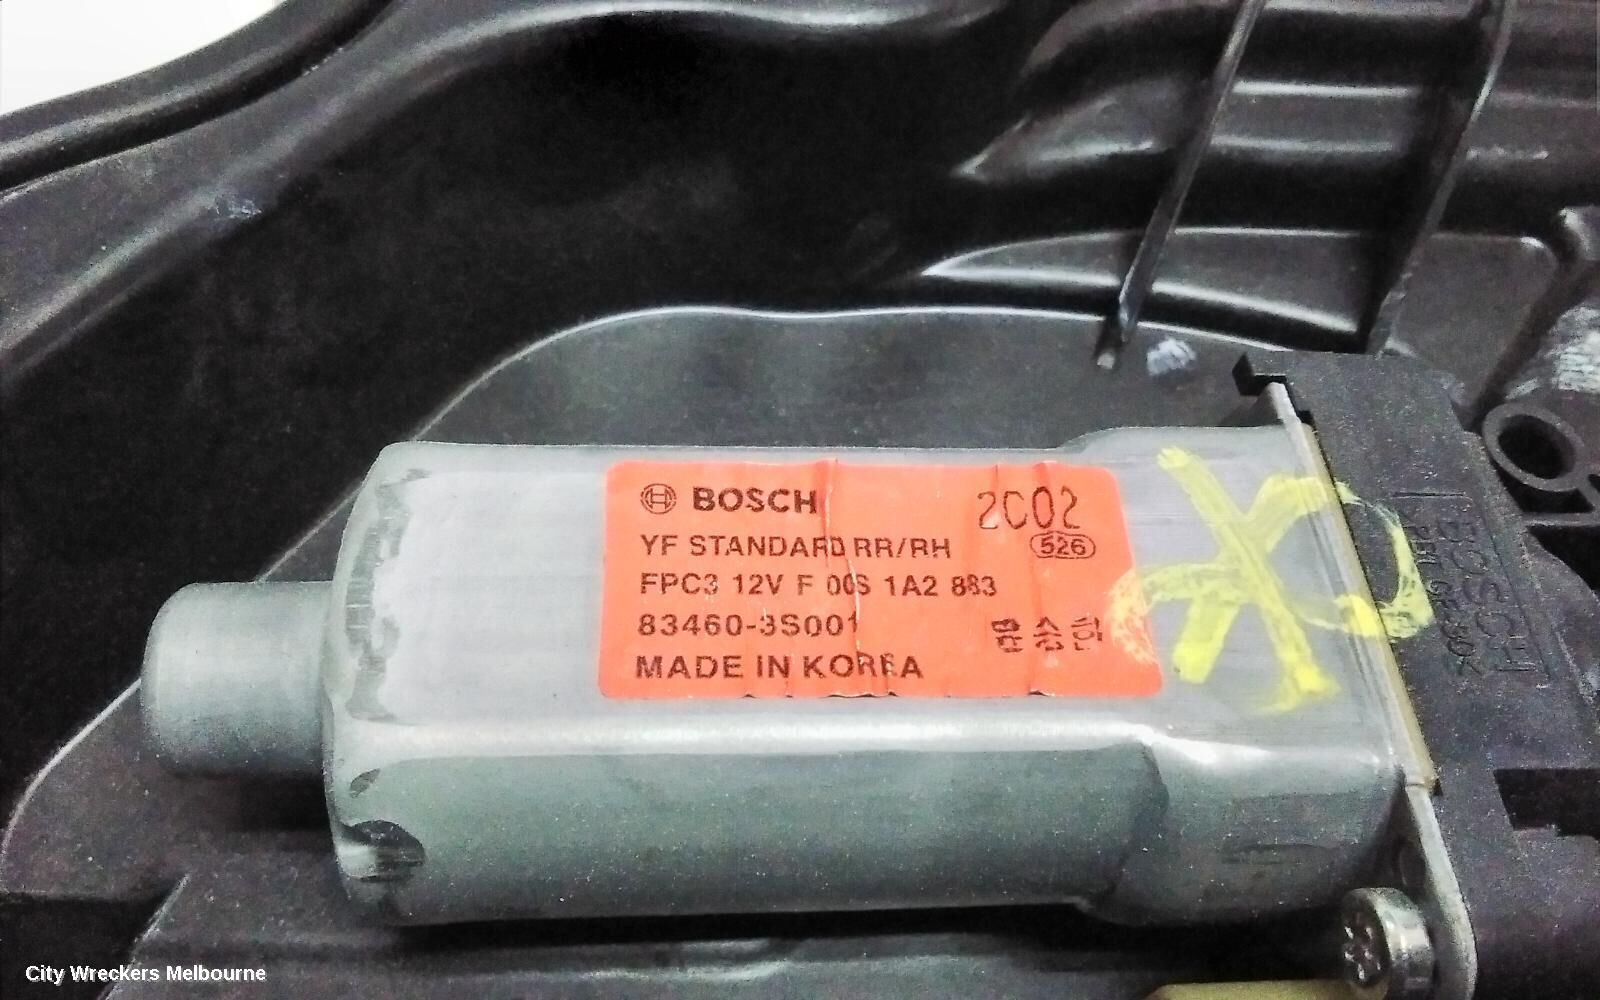 BOSCH 2C02
YF STANDARD RR/RH 526
FPC3 12V F 00S 1A2 883
83460-3S001
MADE IN KOREA
BOSCH
City Wreckers Melbourne